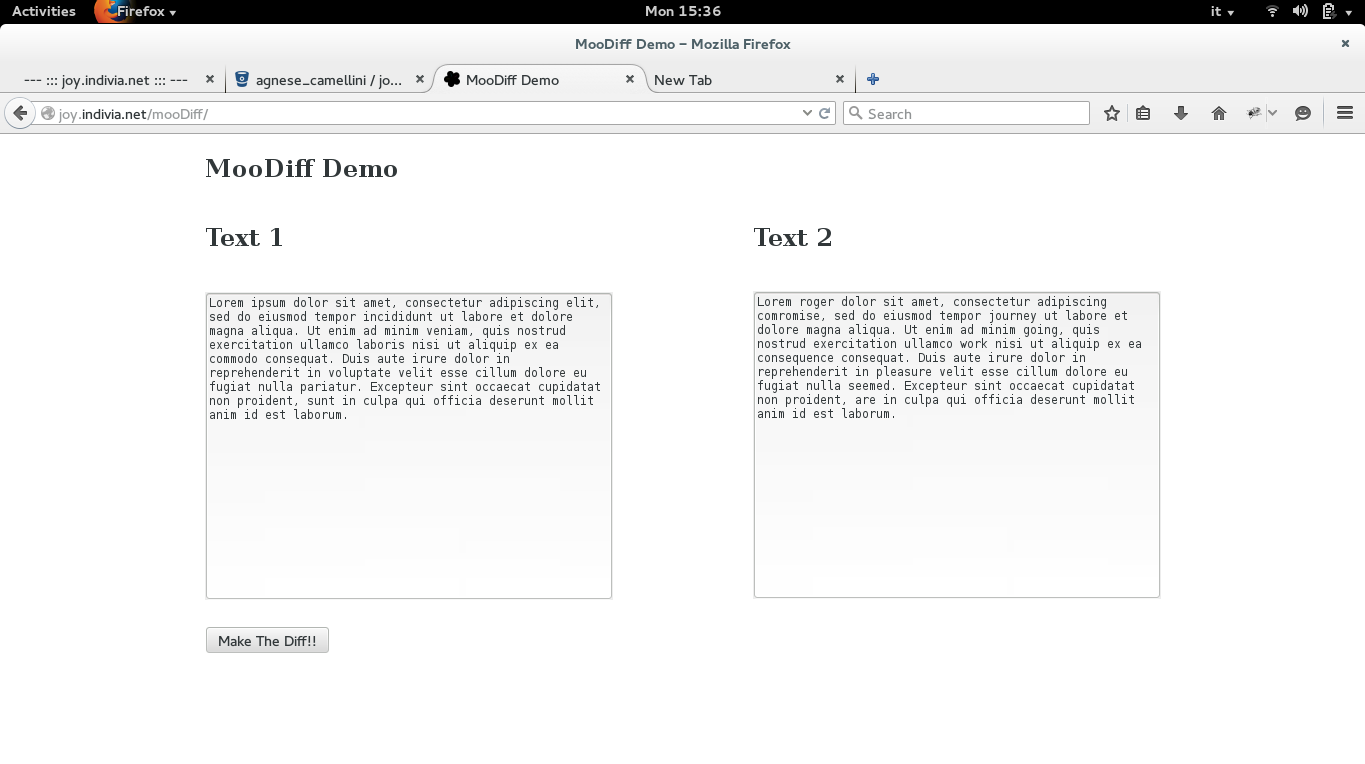 Activities Firefox Mon 15:36 it
MooDiff Demo - Mozilla Firefox
--- ::: joy.indivia.net ::: --- agnese_camellini / jo... MooDiff Demo New Tab
joy.indivia.net/mooDiff/ Search
MooDiff Demo
Text 1
Lorem ipsum dolor sit amet, consectetur adipiscing elit,
sed do eiusmod tempor incididunt ut labore et dolore
magna aliqua. Ut enim ad minim veniam, quis nostrud
exercitation ullamco laboris nisi ut aliquip ex ea
commodo consequat. Duis aute irure dolor in
reprehenderit in voluptate velit esse cillum dolore eu
fugiat nulla pariatur. Excepteur sint occaecat cupidatat
non proident, sunt in culpa qui officia deserunt mollit
anim id est laborum.
Text 2
Lorem roger dolor sit amet, consectetur adipiscing
comromise, sed do eiusmod tempor journey ut labore et
dolore magna aliqua. Ut enim ad minim going, quis
nostrud exercitation ullamco work nisi ut aliquip ex ea
consequence consequat. Duis aute irure dolor in
reprehenderit in pleasure velit esse cillum dolore eu
fugiat nulla seemed. Excepteur sint occaecat cupidatat
non proident, are in culpa qui officia deserunt mollit
anim id est laborum.
Make The Diff!!